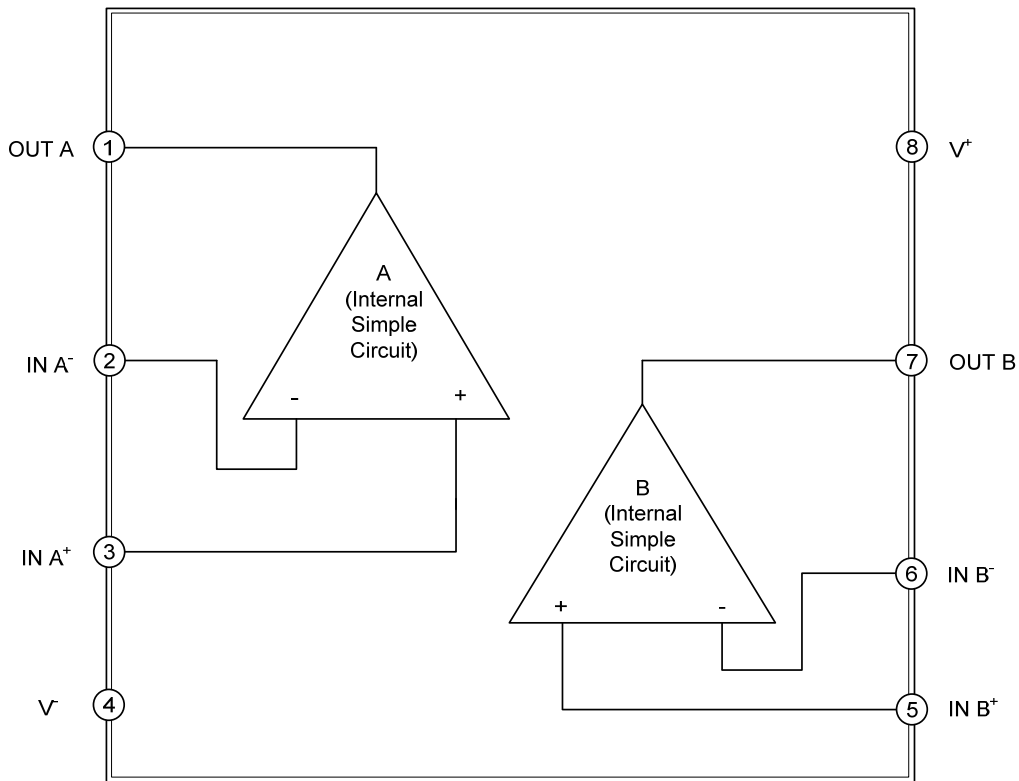 OUT A
1
8
V⁺
A
(Internal
Simple
Circuit)
IN A⁻
2
7
OUT B
-
+
B
(Internal
Simple
Circuit)
IN A⁺
3
6
IN B⁻
+
-
V⁻
4
5
IN B⁺